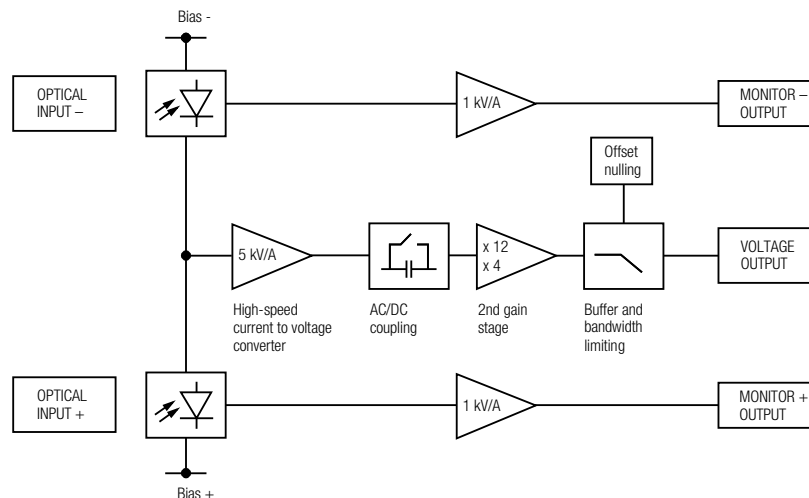 Bias -
OPTICAL
INPUT –
1 kV/A
MONITOR –
OUTPUT
Offset
nulling
5 kV/A
x 12
x 4
VOLTAGE
OUTPUT
High-speed
current to voltage
converter
AC/DC
coupling
2nd gain
stage
Buffer and
bandwidth
limiting
OPTICAL
INPUT +
1 kV/A
MONITOR +
OUTPUT
Bias +